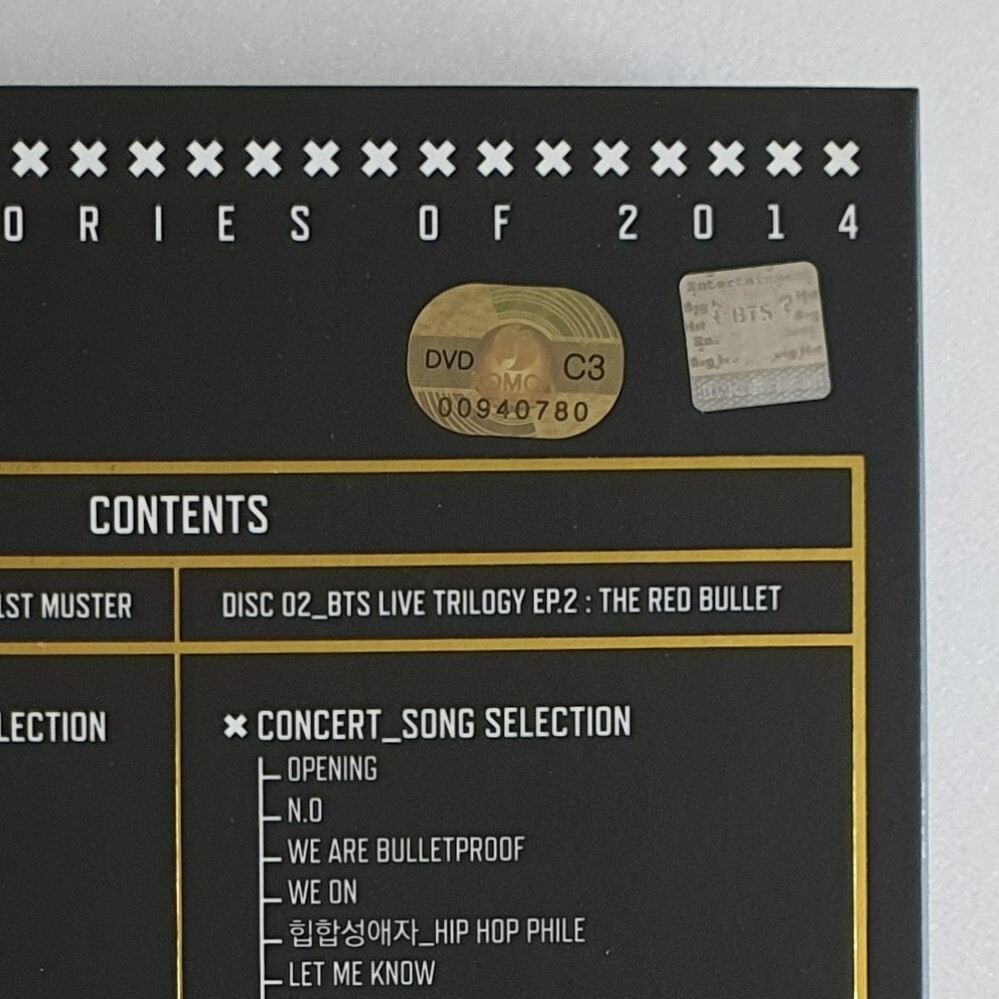 ORIES OF 2014
Entertainment
BTS
DVD C3
OMC
00940780
CONTENTS
1ST MUSTER
DISC 02_BTS LIVE TRILOGY EP.2 : THE RED BULLET
LECTION
CONCERT_SONG SELECTION
OPENING
N.O
WE ARE BULLETPROOF
WE ON
힙합성애자_HIP HOP PHILE
LET ME KNOW